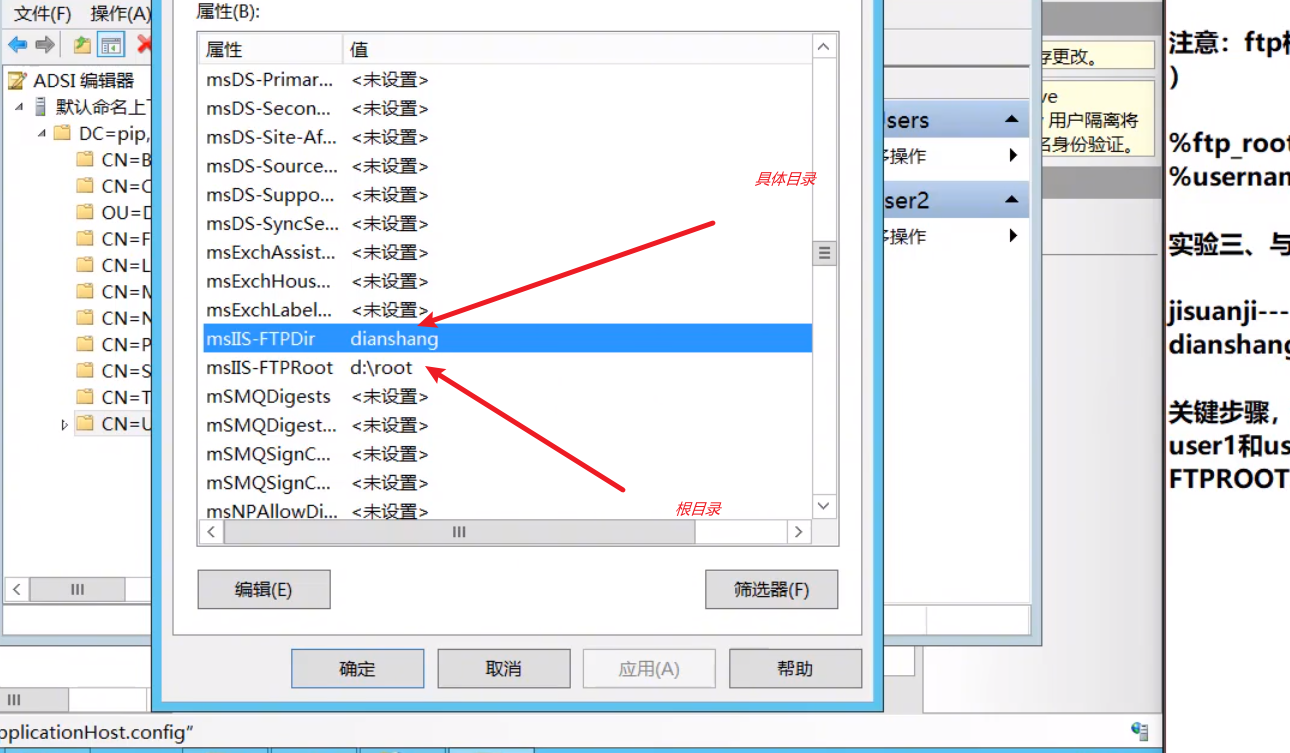 文件(F) 操作(A)
ADSI 编辑器
默认命名上下
DC=pip,
CN=B
CN=C
OU=D
CN=F
CN=L
CN=M
CN=N
CN=P
CN=S
CN=T
CN=U
属性(B):
属性 值
msDS-Primar... <未设置>
msDS-Secon... <未设置>
msDS-Site-Af... <未设置>
msDS-Source... <未设置>
msDS-Suppo... <未设置>
msDS-SyncSe... <未设置>
msExchAssist... <未设置>
msExchHous... <未设置>
msExchLabel... <未设置>
msIIS-FTPDir dianshang
msIIS-FTPRoot d:\root
mSMQDigests <未设置>
mSMQDigest... <未设置>
mSMQSignC... <未设置>
mSMQSignC... <未设置>
msNPAllowDi... <未设置>
具体目录
根目录
编辑(E) 筛选器(F)
确定 取消 应用(A) 帮助
sers
操作
ser2
操作
存更改。
ve
用户隔离将
名身份验证。
pplicationHost.config”
注意：ftp
)
%ftp_root
%usernam
实验三、与
jisuanji---
dianshang
关键步骤，
user1和us
FTPROOT